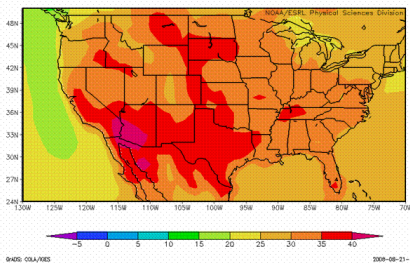 NOAA/ESRL Physical Sciences Division
48N
45N
42N
39N
36N
33N
30N
27N
24N
130W 125W 120W 115W 110W 105W 100W 95W 90W 85W 80W 75W 70W
-5 0 5 10 15 20 25 30 35 40
GrADS: COLA/IGES 2008-08-21-